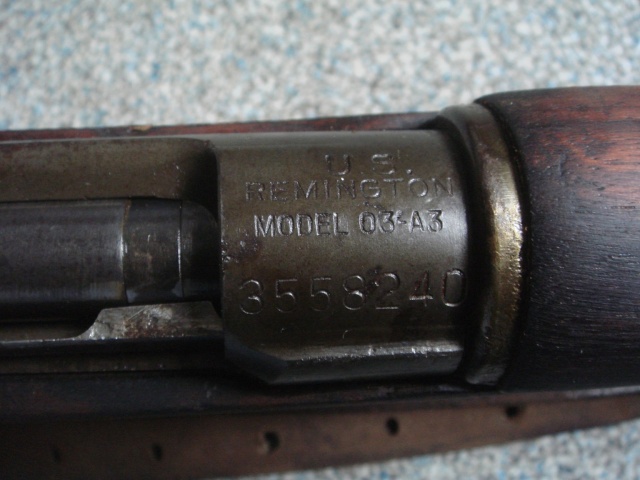 U.S.
REMINGTON
MODEL 03-A3
3558240